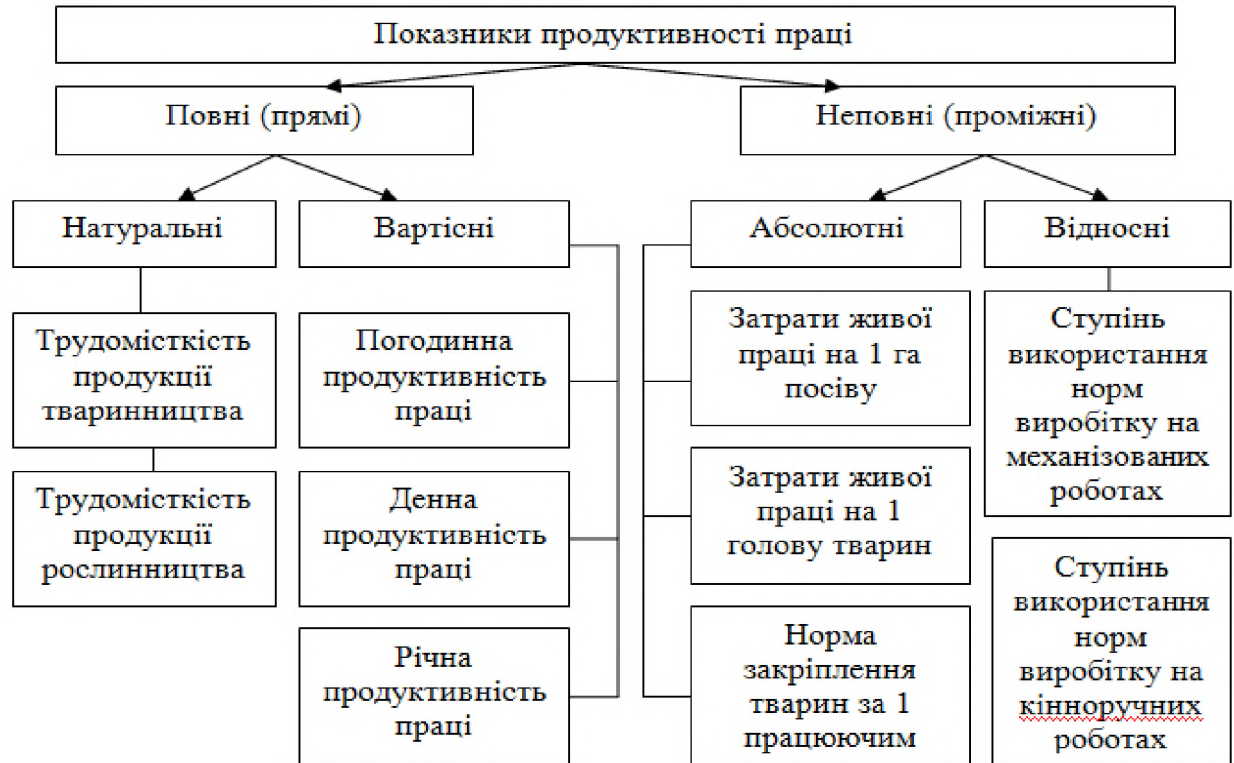 Показники продуктивності праці
Повні (прямі)
Неповні (проміжні)
Натуральні
Вартісні
Абсолютні
Відносні
Трудомісткість
продукції
тваринництва
Трудомісткість
продукції
рослинництва
Погодинна
продуктивність
праці
Денна
продуктивність
праці
Річна
продуктивність
праці
Затрати живої
праці на 1 га
посіву
Затрати живої
праці на 1
голову тварин
Норма
закріплення
тварин за 1
працюючим
Ступінь
використання
норм
виробітку на
механізованих
роботах
Ступінь
використання
норм
виробітку на
кінноручних
роботах